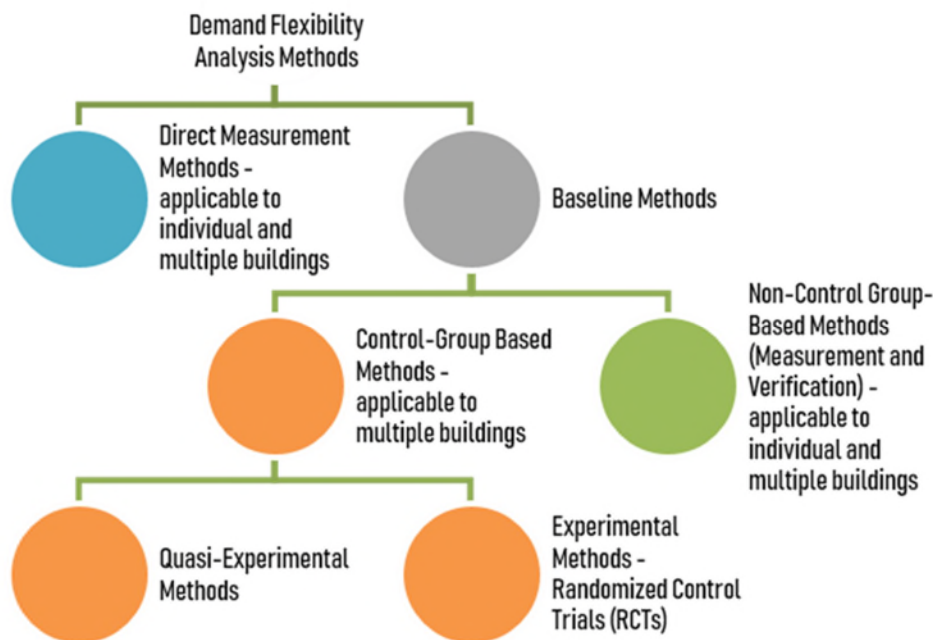 Demand Flexibility
Analysis Methods
Direct Measurement
Methods -
applicable to
individual and
multiple buildings
Baseline Methods
Control-Group Based
Methods -
applicable to
multiple buildings
Non-Control Group-
Based Methods
(Measurement and
Verification) -
applicable to
individual and
multiple buildings
Quasi-Experimental
Methods
Experimental
Methods -
Randomized Control
Trials (RCTs)